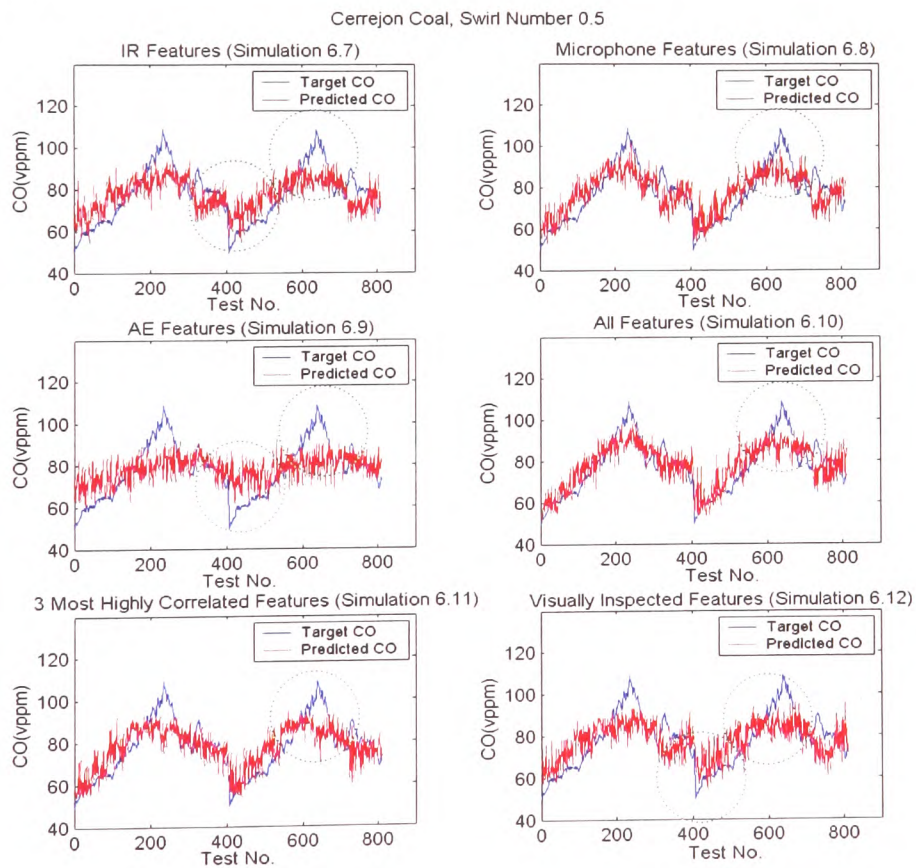 Cerrejon Coal, Swirl Number 0.5
IR Features (Simulation 6.7)
Target CO
Predicted CO
CO(vppm)
120
100
80
60
40
0 200 400 600 800
Test No.
Microphone Features (Simulation 6.8)
Target CO
Predicted CO
CO(vppm)
120
100
80
60
40
0 200 400 600 800
Test No.
AE Features (Simulation 6.9)
Target CO
Predicted CO
CO(vppm)
120
100
80
60
40
0 200 400 600 800
Test No.
All Features (Simulation 6.10)
Target CO
Predicted CO
CO(vppm)
120
100
80
60
40
0 200 400 600 800
Test No.
3 Most Highly Correlated Features (Simulation 6.11)
Target CO
Predicted CO
CO(vppm)
120
100
80
60
40
0 200 400 600 800
Test No.
Visually Inspected Features (Simulation 6.12)
Target CO
Predicted CO
CO(vppm)
120
100
80
60
40
0 200 400 600 800
Test No.